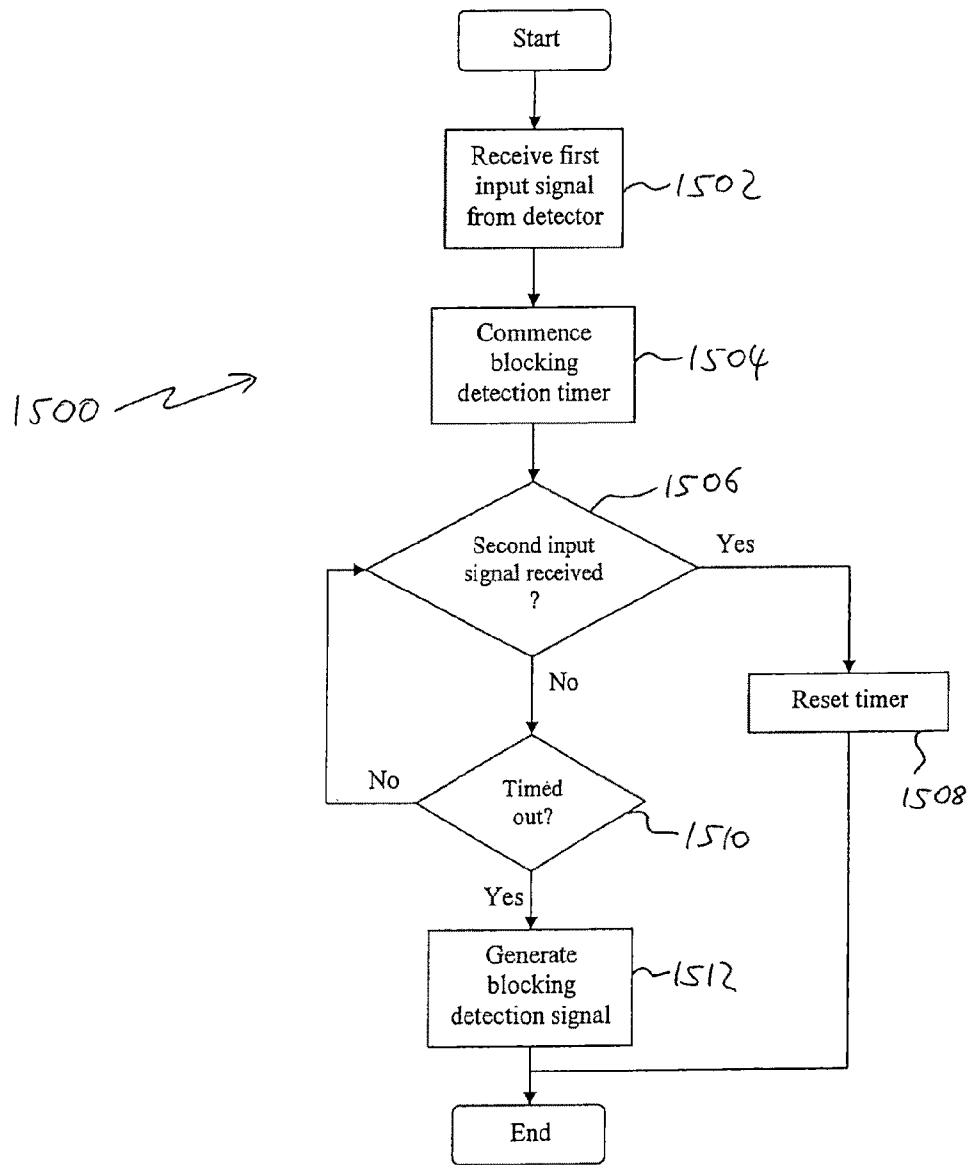 Start
Receive first
input signal
from detector
1502
Commence
blocking
detection timer
1504
1500
1506
Second input
signal received
?
Yes
No
Reset timer
1508
No
Timed
out?
1510
Yes
Generate
blocking
detection signal
1512
End